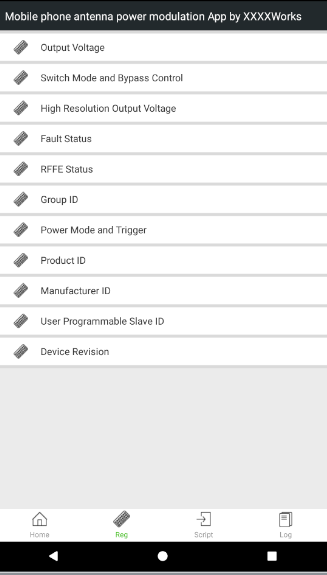 Mobile phone antenna power modulation App by XXXXWorks
Output Voltage
Switch Mode and Bypass Control
High Resolution Output Voltage
Fault Status
RFFE Status
Group ID
Power Mode and Trigger
Product ID
Manufacturer ID
User Programmable Slave ID
Device Revision
Home
Reg
Script
Log